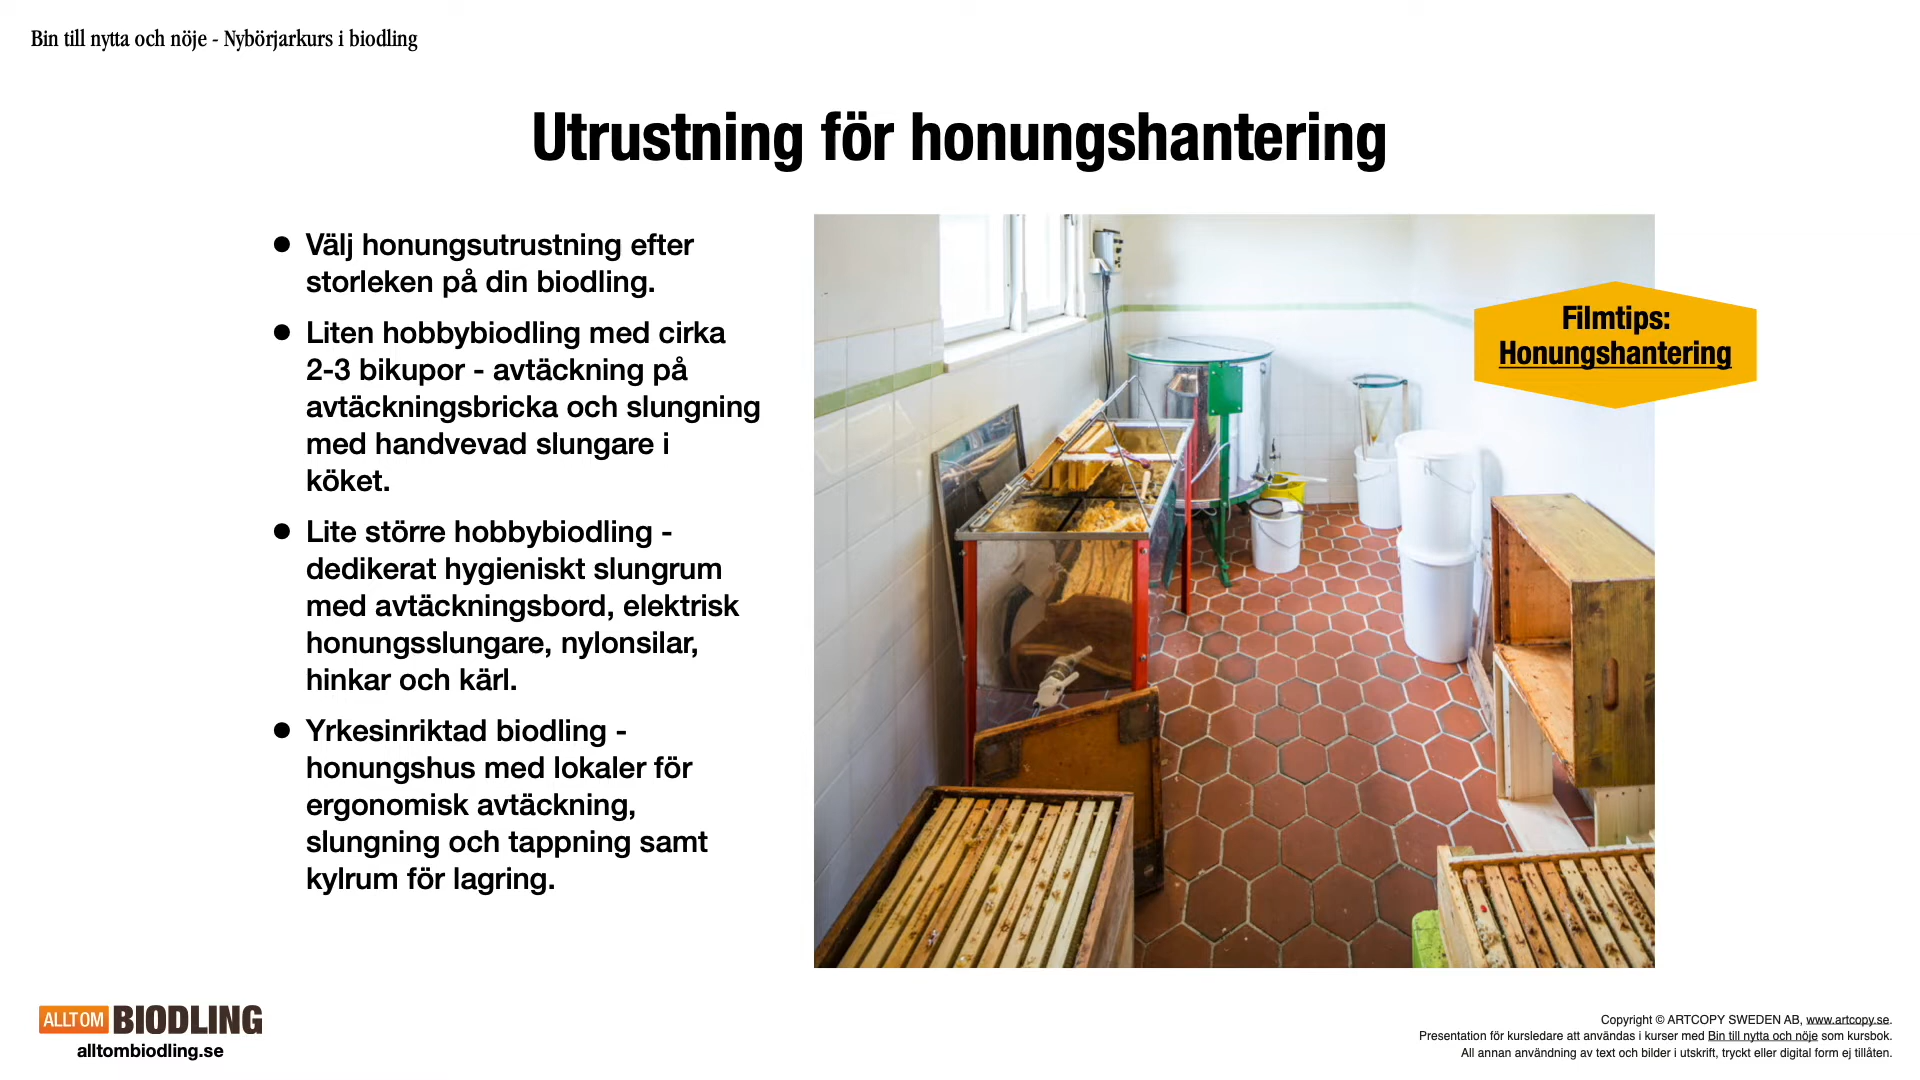 Bin till nytta och nöje - Nybörjarkurs i biodling
Utrustning för honungshantering
● Välj honungsutrustning efter
storleken på din biodling.
● Liten hobbybiodling med cirka
2-3 bikupor - avtäckning på
avtäckningsbricka och slungning
med handvevad slungare i
köket.
● Lite större hobbybiodling -
dedikerat hygieniskt slungrum
med avtäckningsbord, elektrisk
honungsslungare, nylonsilar,
hinkar och kärl.
● Yrkesinriktad biodling -
honungshus med lokaler för
ergonomisk avtäckning,
slungning och tappning samt
kylrum för lagring.
Filmtips:
Honungshantering
ALLT OM BIODLING
alltombiodling.se
Copyright © ARTCOPY SWEDEN AB, www.artcopy.se.
Presentation för kursledare att användas i kurser med Bin till nytta och nöje som kursbok.
All annan användning av text och bilder i utskrift, tryckt eller digital form ej tillåten.